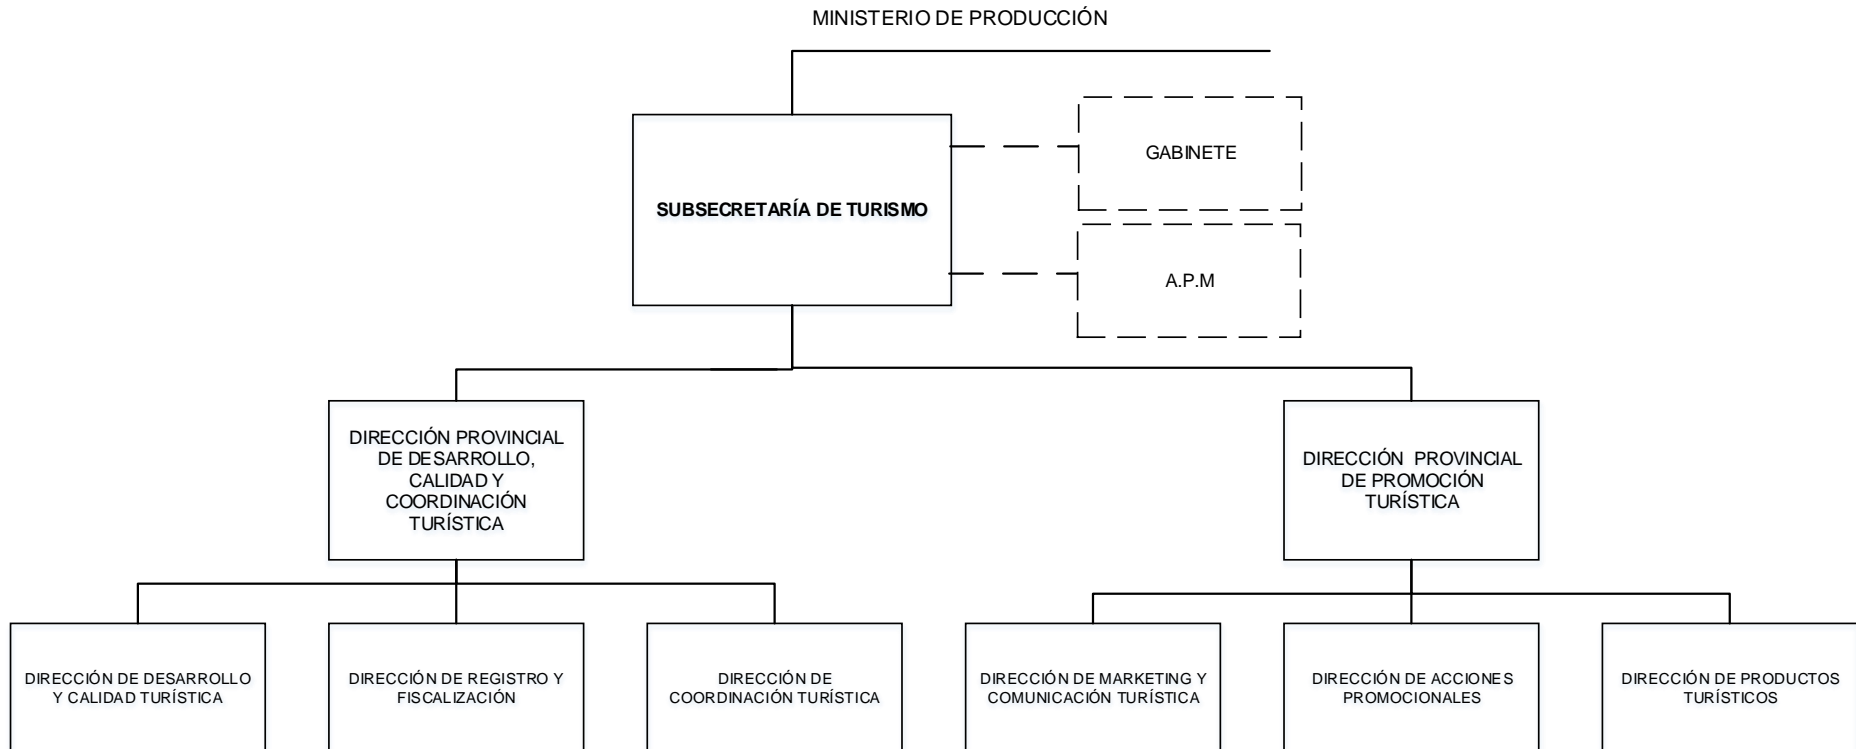 MINISTERIO DE PRODUCCIÓN
GABINETE
SUBSECRETARÍA DE TURISMO
A.P.M
DIRECCIÓN PROVINCIAL
DE DESARROLLO,
CALIDAD Y
COORDINACIÓN
TURÍSTICA
DIRECCIÓN PROVINCIAL
DE PROMOCIÓN
TURÍSTICA
DIRECCIÓN DE DESARROLLO
Y CALIDAD TURÍSTICA
DIRECCIÓN DE REGISTRO Y
FISCALIZACIÓN
DIRECCIÓN DE
COORDINACIÓN TURÍSTICA
DIRECCIÓN DE MARKETING Y
COMUNICACIÓN TURÍSTICA
DIRECCIÓN DE ACCIONES
PROMOCIONALES
DIRECCIÓN DE PRODUCTOS
TURÍSTICOS